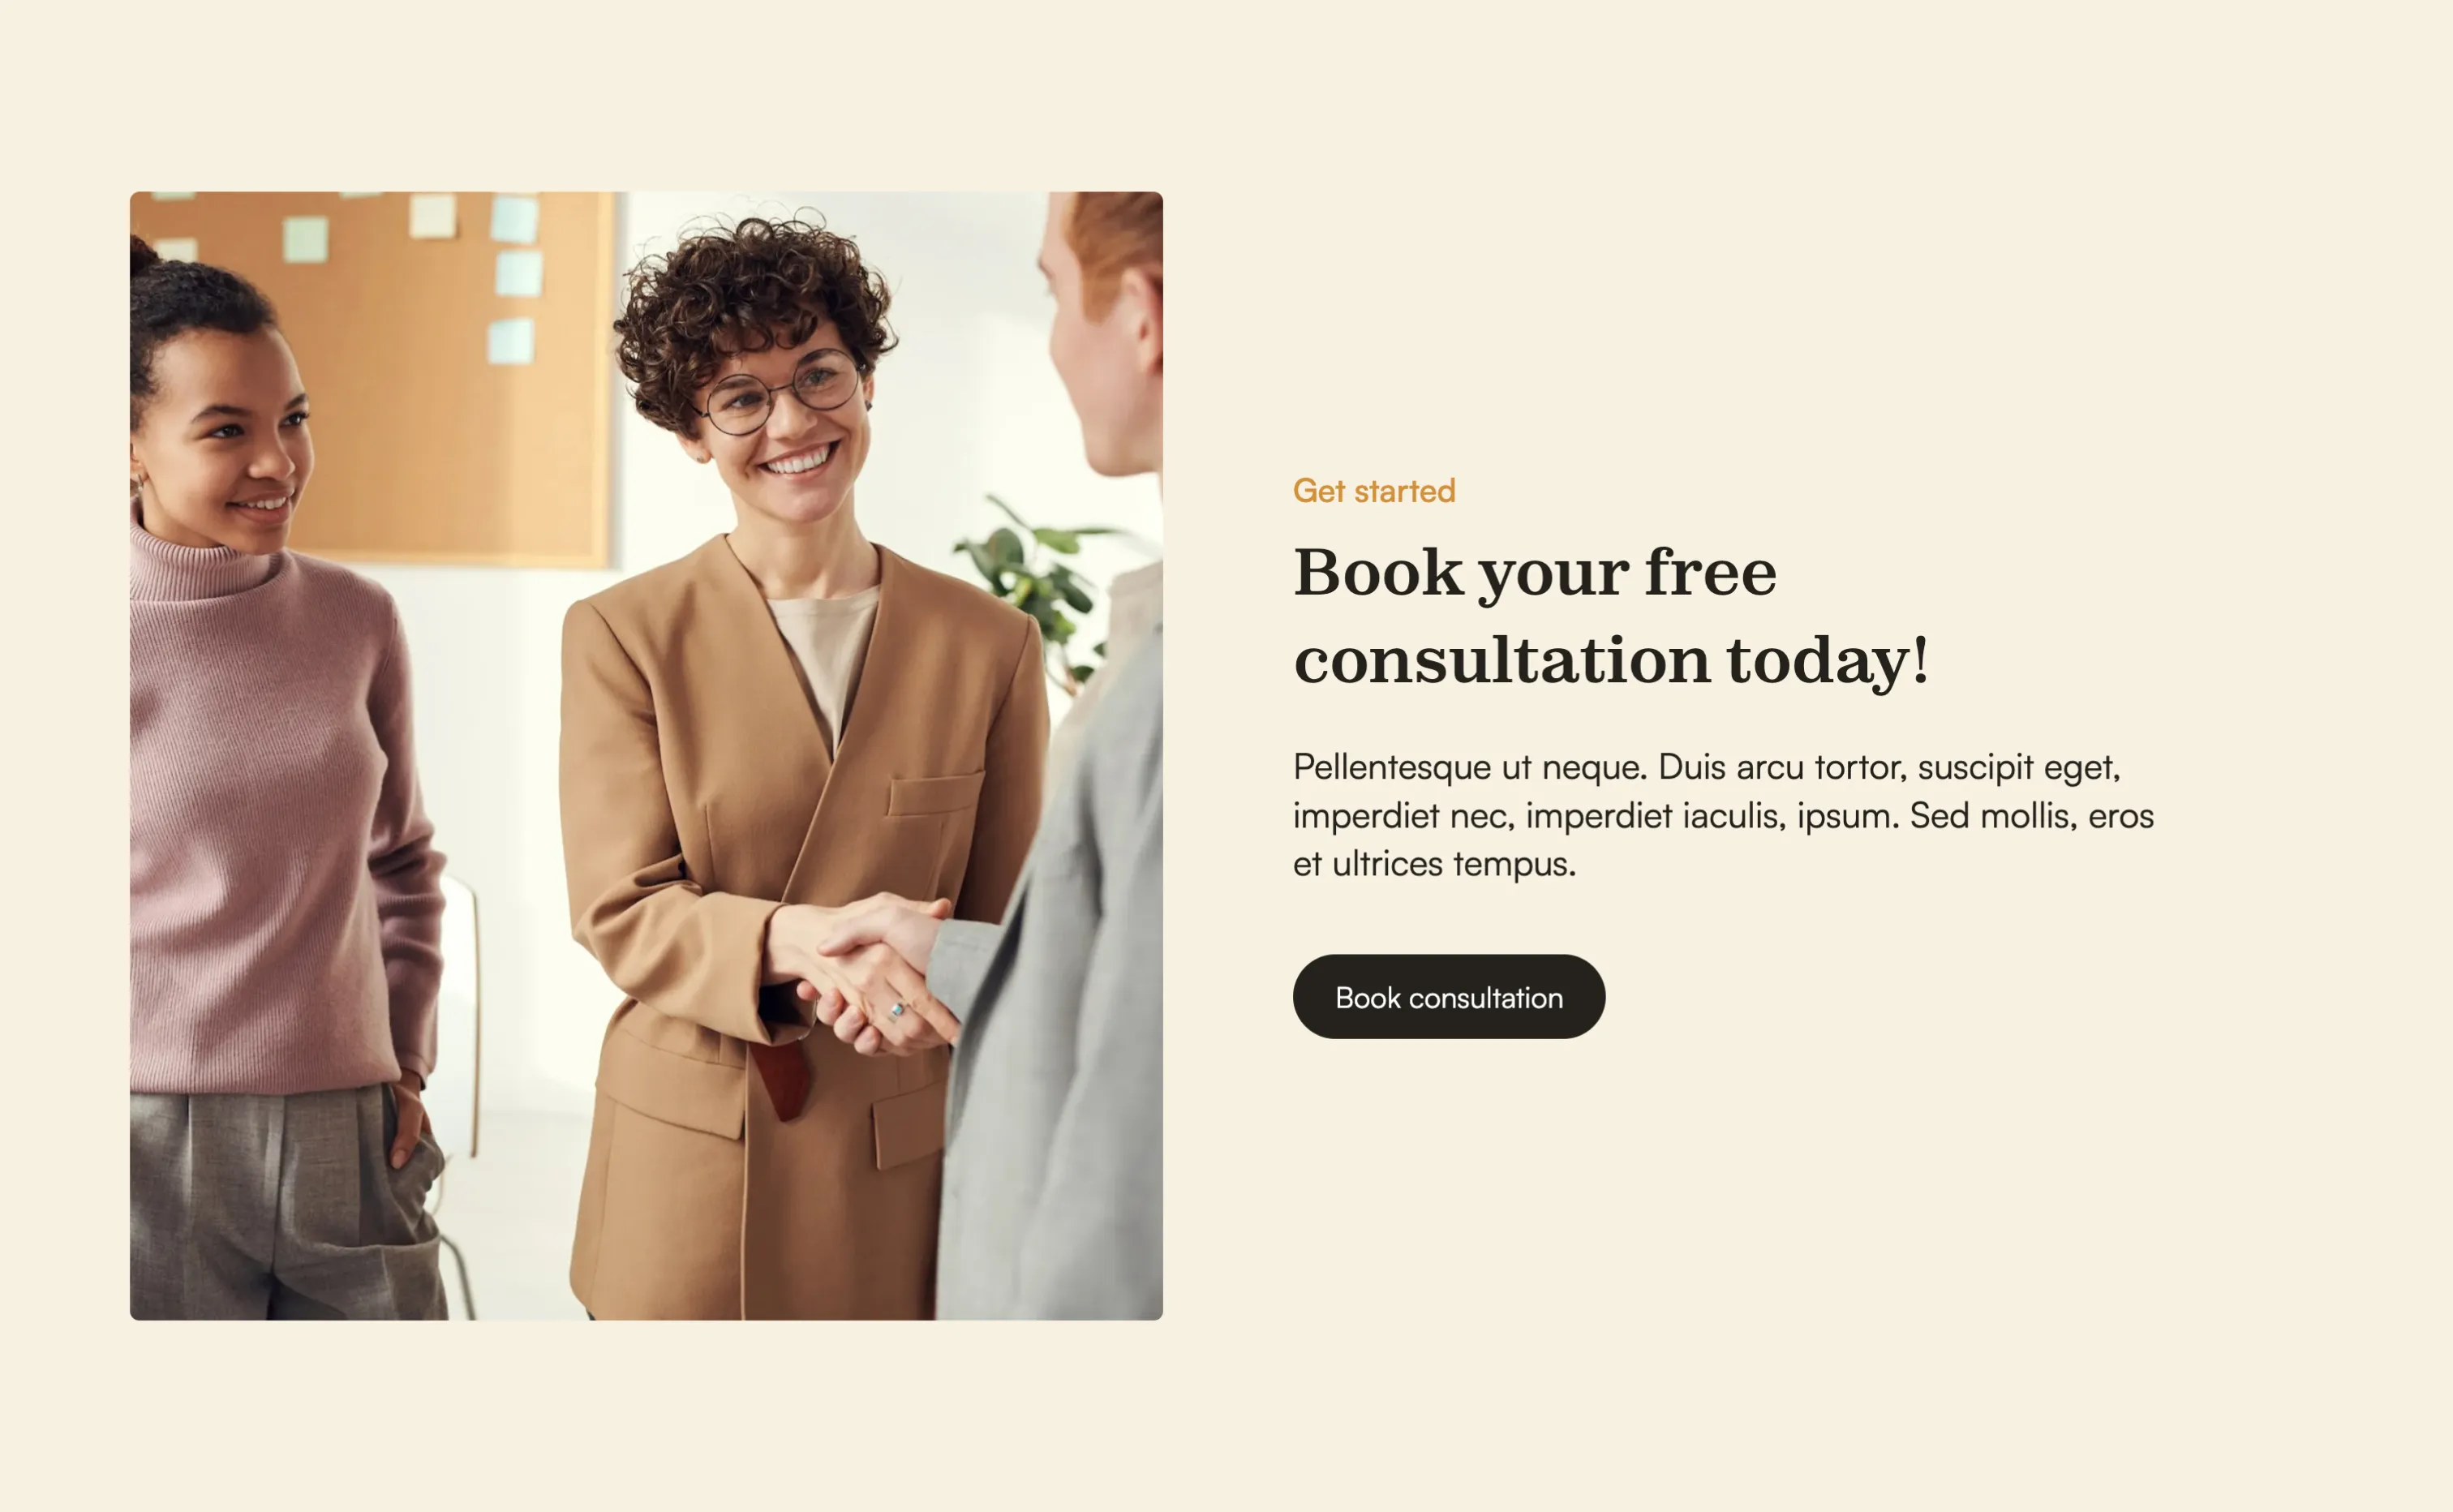 Get started
Book your free
consultation today!
Pellentesque ut neque. Duis arcu tortor, suscipit eget,
imperdiet nec, imperdiet iaculis, ipsum. Sed mollis, eros
et ultrices tempus.
Book consultation